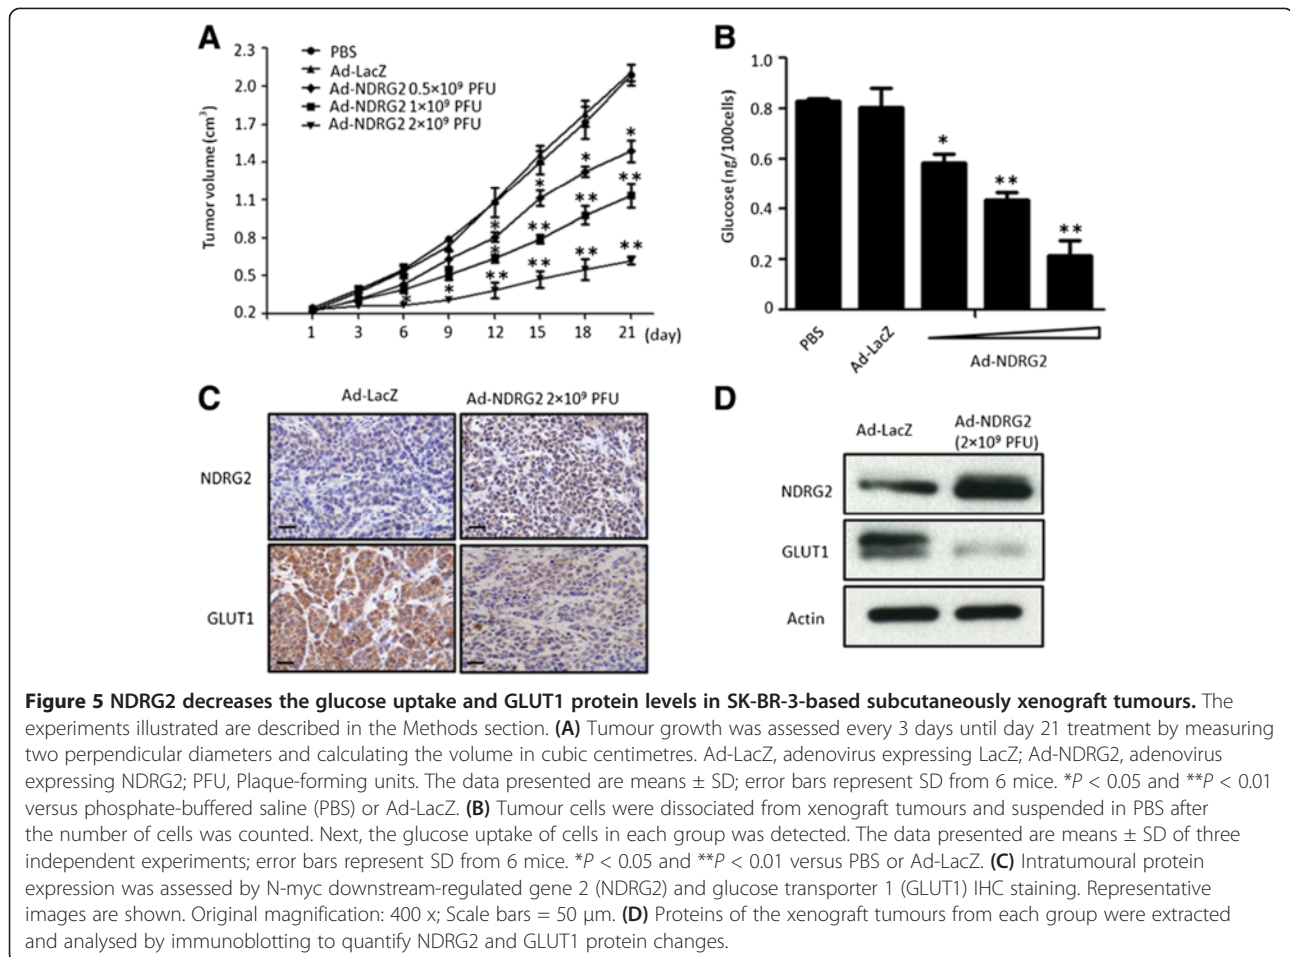 A
2.3
2.0
1.7
1.4
1.1
0.8
0.5
0.2
Tumor volume (cm³)
PBS
Ad-LacZ
Ad-NDRG2 0.5×10⁹ PFU
Ad-NDRG2 1×10⁹ PFU
Ad-NDRG2 2×10⁹ PFU
*
*
*
*
**
**
**
*
*
**
**
**
**
*
*
1 3 6 9 12 15 18 21 (day)
B
1.0
0.8
0.6
0.4
0.2
0
Glucose (ng/100cells)
*
**
**
PBS
Ad-LacZ
Ad-NDRG2
C
Ad-LacZ
Ad-NDRG2 2×10⁹ PFU
NDRG2
GLUT1
D
Ad-LacZ
Ad-NDRG2
(2×10⁹ PFU)
NDRG2
GLUT1
Actin
Figure 5 NDRG2 decreases the glucose uptake and GLUT1 protein levels in SK-BR-3-based subcutaneously xenograft tumours. The
experiments illustrated are described in the Methods section. (A) Tumour growth was assessed every 3 days until day 21 treatment by measuring
two perpendicular diameters and calculating the volume in cubic centimetres. Ad-LacZ, adenovirus expressing LacZ; Ad-NDRG2, adenovirus
expressing NDRG2; PFU, Plaque-forming units. The data presented are means ± SD; error bars represent SD from 6 mice. *P < 0.05 and **P < 0.01
versus phosphate-buffered saline (PBS) or Ad-LacZ. (B) Tumour cells were dissociated from xenograft tumours and suspended in PBS after
the number of cells was counted. Next, the glucose uptake of cells in each group was detected. The data presented are means ± SD of three
independent experiments; error bars represent SD from 6 mice. *P < 0.05 and **P < 0.01 versus PBS or Ad-LacZ. (C) Intratumoural protein
expression was assessed by N-myc downstream-regulated gene 2 (NDRG2) and glucose transporter 1 (GLUT1) IHC staining. Representative
images are shown. Original magnification: 400 x; Scale bars = 50 μm. (D) Proteins of the xenograft tumours from each group were extracted
and analysed by immunoblotting to quantify NDRG2 and GLUT1 protein changes.